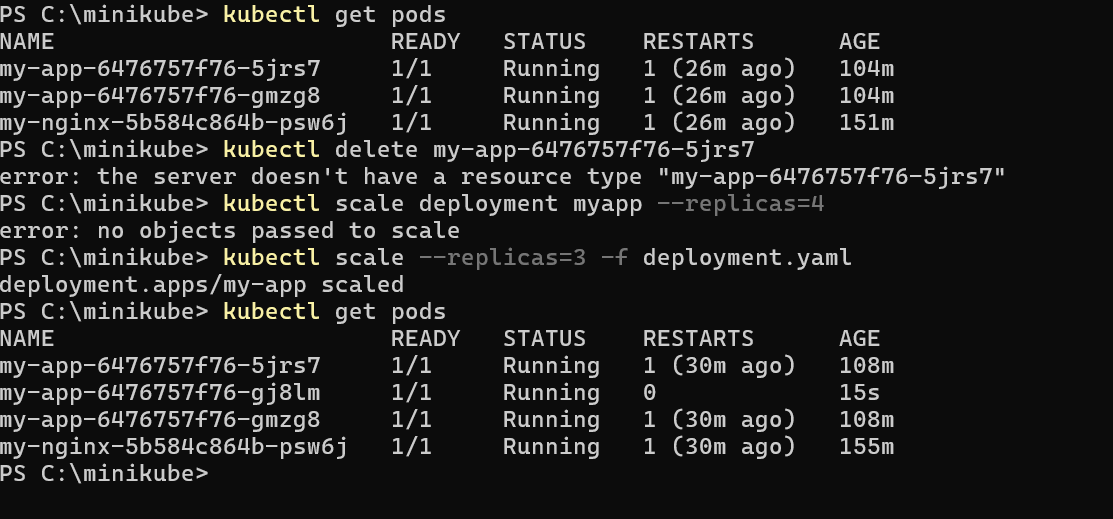 PS C:\minikube> kubectl get pods
NAME                        READY   STATUS    RESTARTS      AGE
my-app-6476757f76-5jrs7     1/1     Running   1 (26m ago)   104m
my-app-6476757f76-gmzg8     1/1     Running   1 (26m ago)   104m
my-nginx-5b584c864b-psw6j   1/1     Running   1 (26m ago)   151m
PS C:\minikube> kubectl delete my-app-6476757f76-5jrs7
error: the server doesn't have a resource type "my-app-6476757f76-5jrs7"
PS C:\minikube> kubectl scale deployment myapp --replicas=4
error: no objects passed to scale
PS C:\minikube> kubectl scale --replicas=3 -f deployment.yaml
deployment.apps/my-app scaled
PS C:\minikube> kubectl get pods
NAME                        READY   STATUS    RESTARTS      AGE
my-app-6476757f76-5jrs7     1/1     Running   1 (30m ago)   108m
my-app-6476757f76-gj8lm     1/1     Running   0             15s
my-app-6476757f76-gmzg8     1/1     Running   1 (30m ago)   108m
my-nginx-5b584c864b-psw6j   1/1     Running   1 (30m ago)   155m
PS C:\minikube>